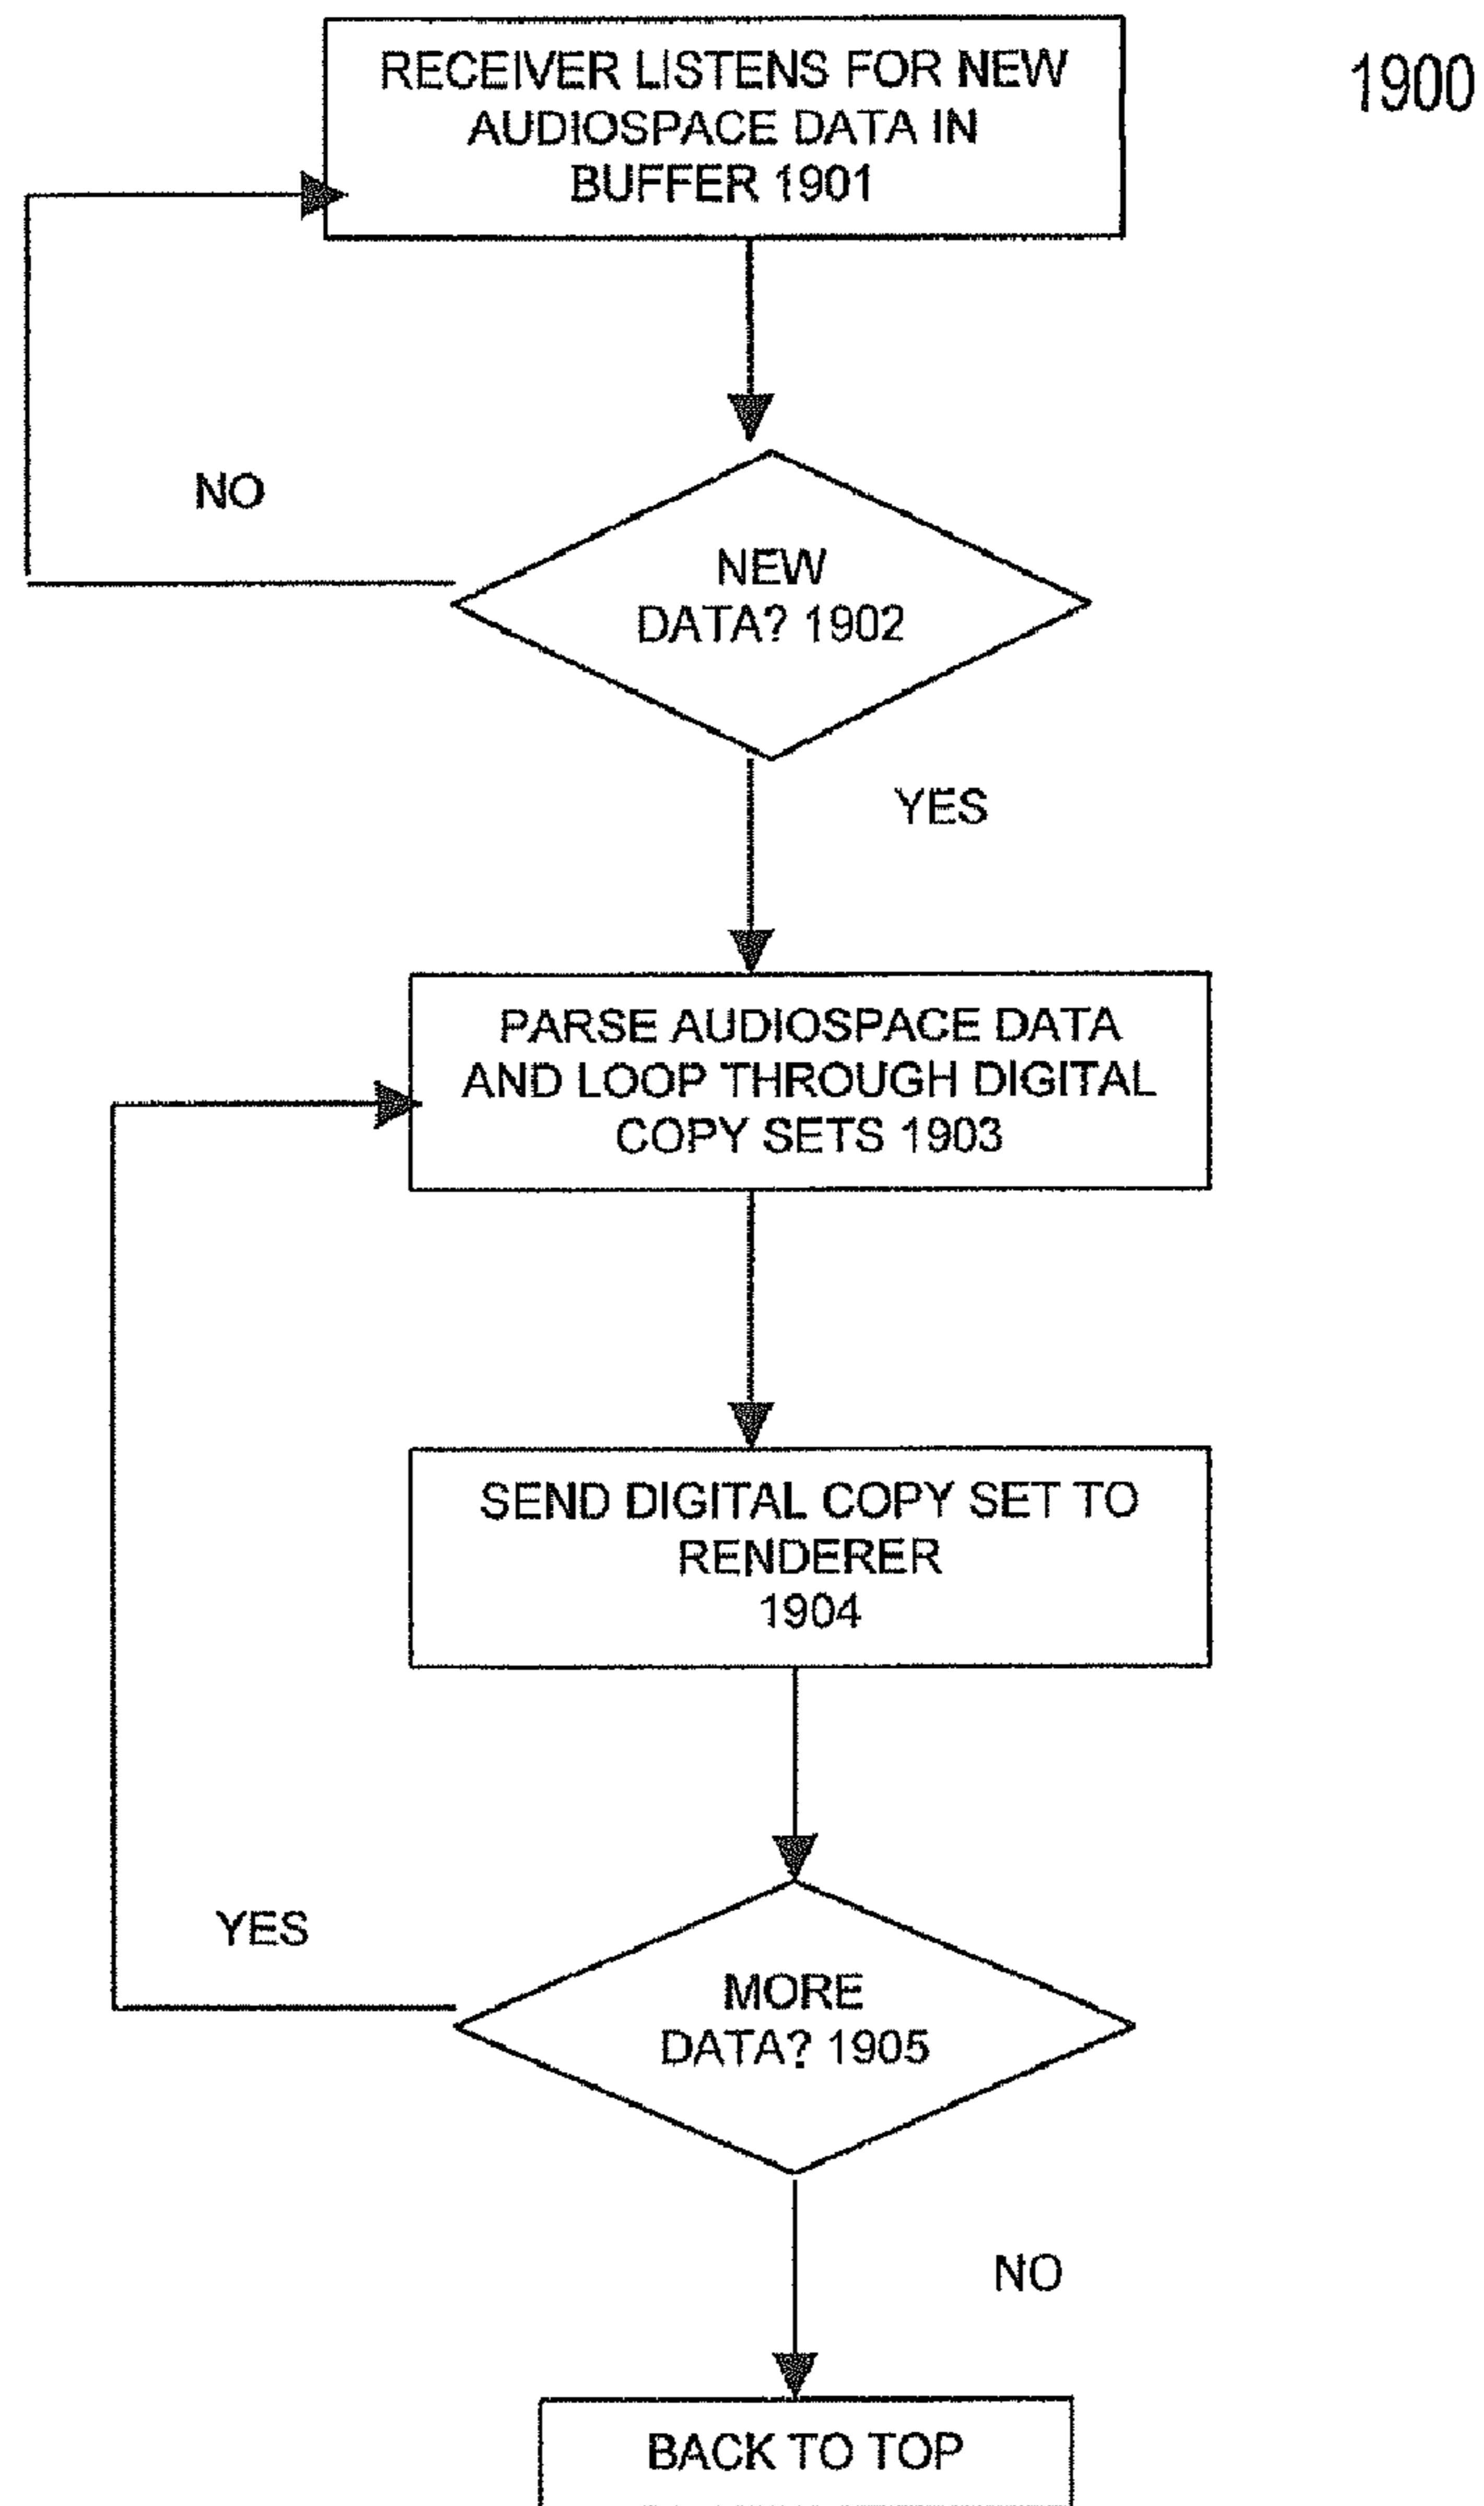 RECEIVER LISTENS FOR NEW
AUDIOSPACE DATA IN
BUFFER 1901
1900
NO
NEW
DATA? 1902
YES
PARSE AUDIOSPACE DATA
AND LOOP THROUGH DIGITAL
COPY SETS 1903
SEND DIGITAL COPY SET TO
RENDERER
1904
YES
MORE
DATA? 1905
NO
BACK TO TOP